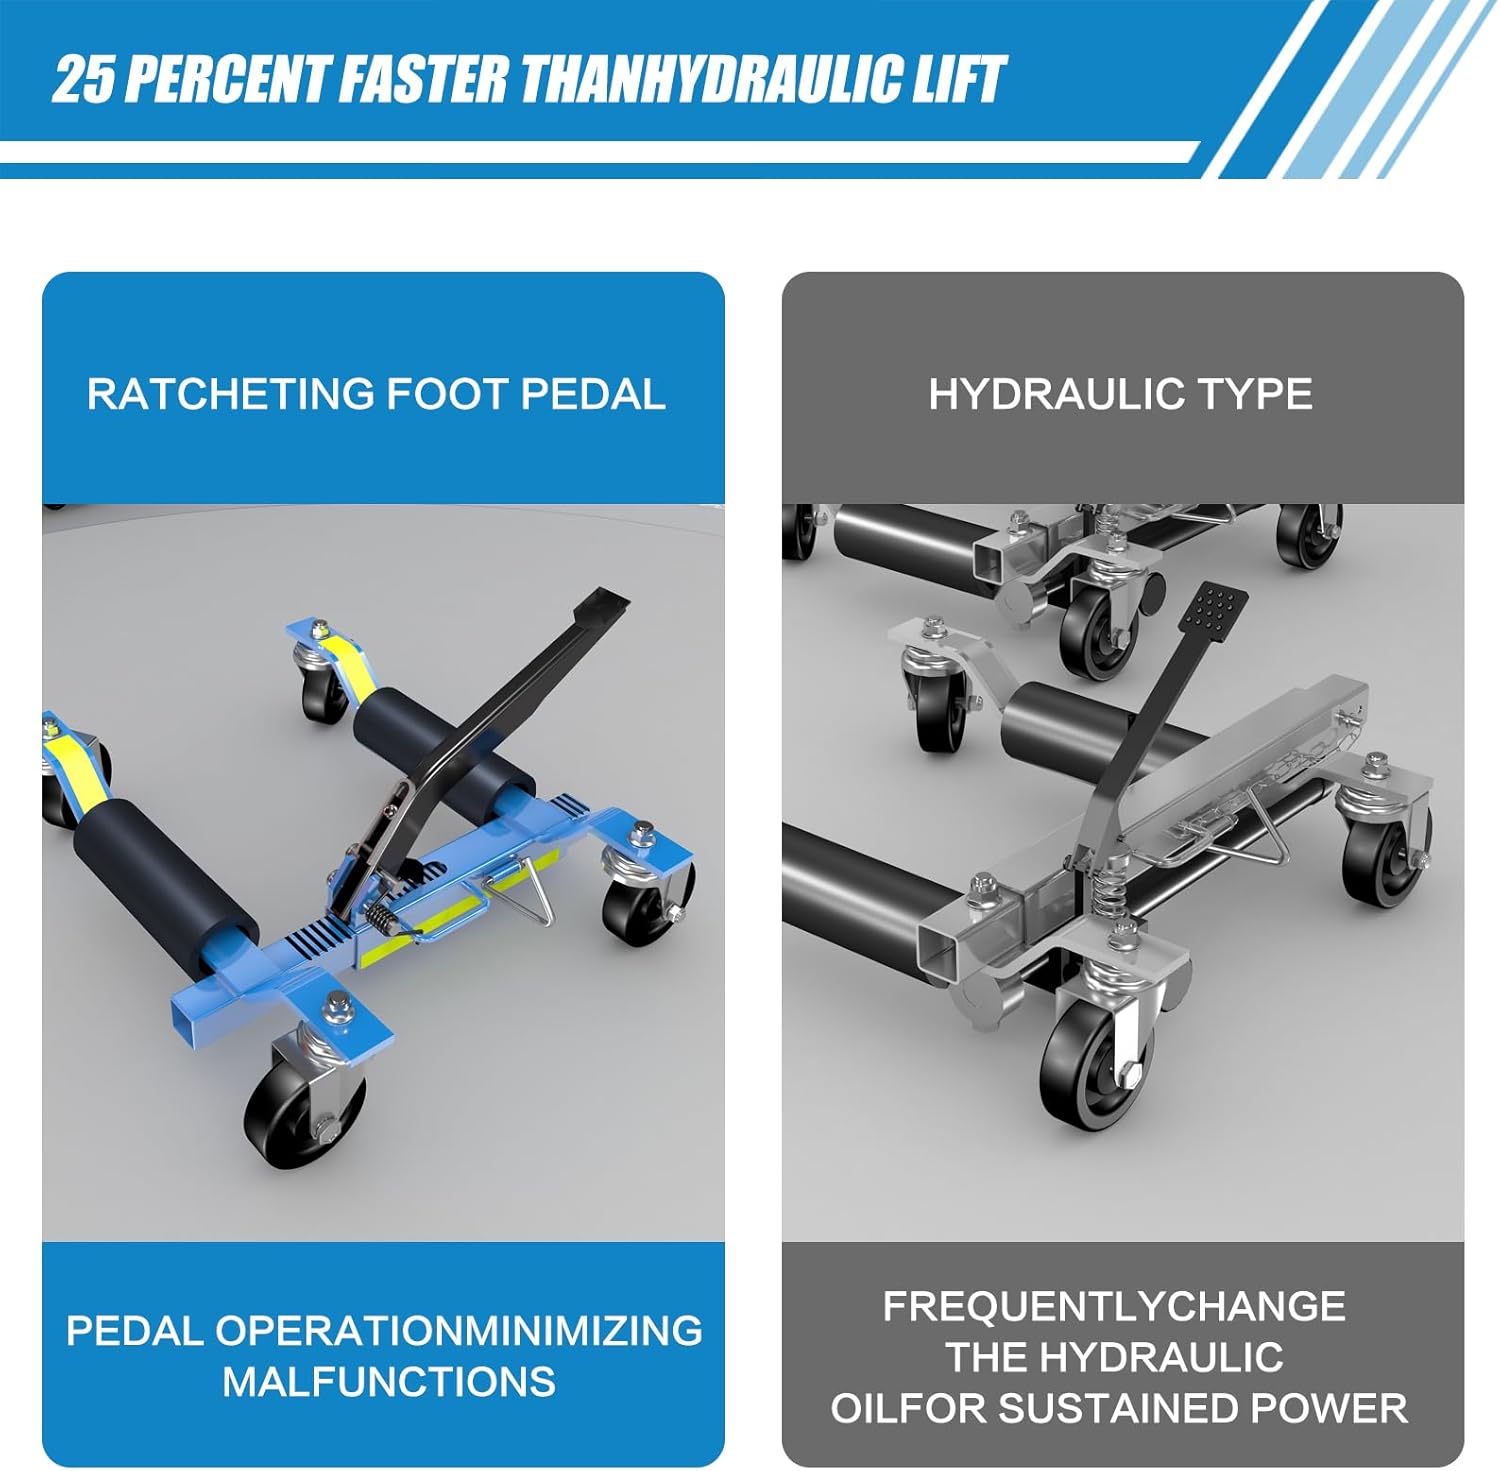 25 PERCENT FASTER THANHYDRAULIC LIFT
RATCHETING FOOT PEDAL
HYDRAULIC TYPE
PEDAL OPERATIONMINIMIZING
MALFUNCTIONS
FREQUENTLYCHANGE
THE HYDRAULIC
OILFOR SUSTAINED POWER